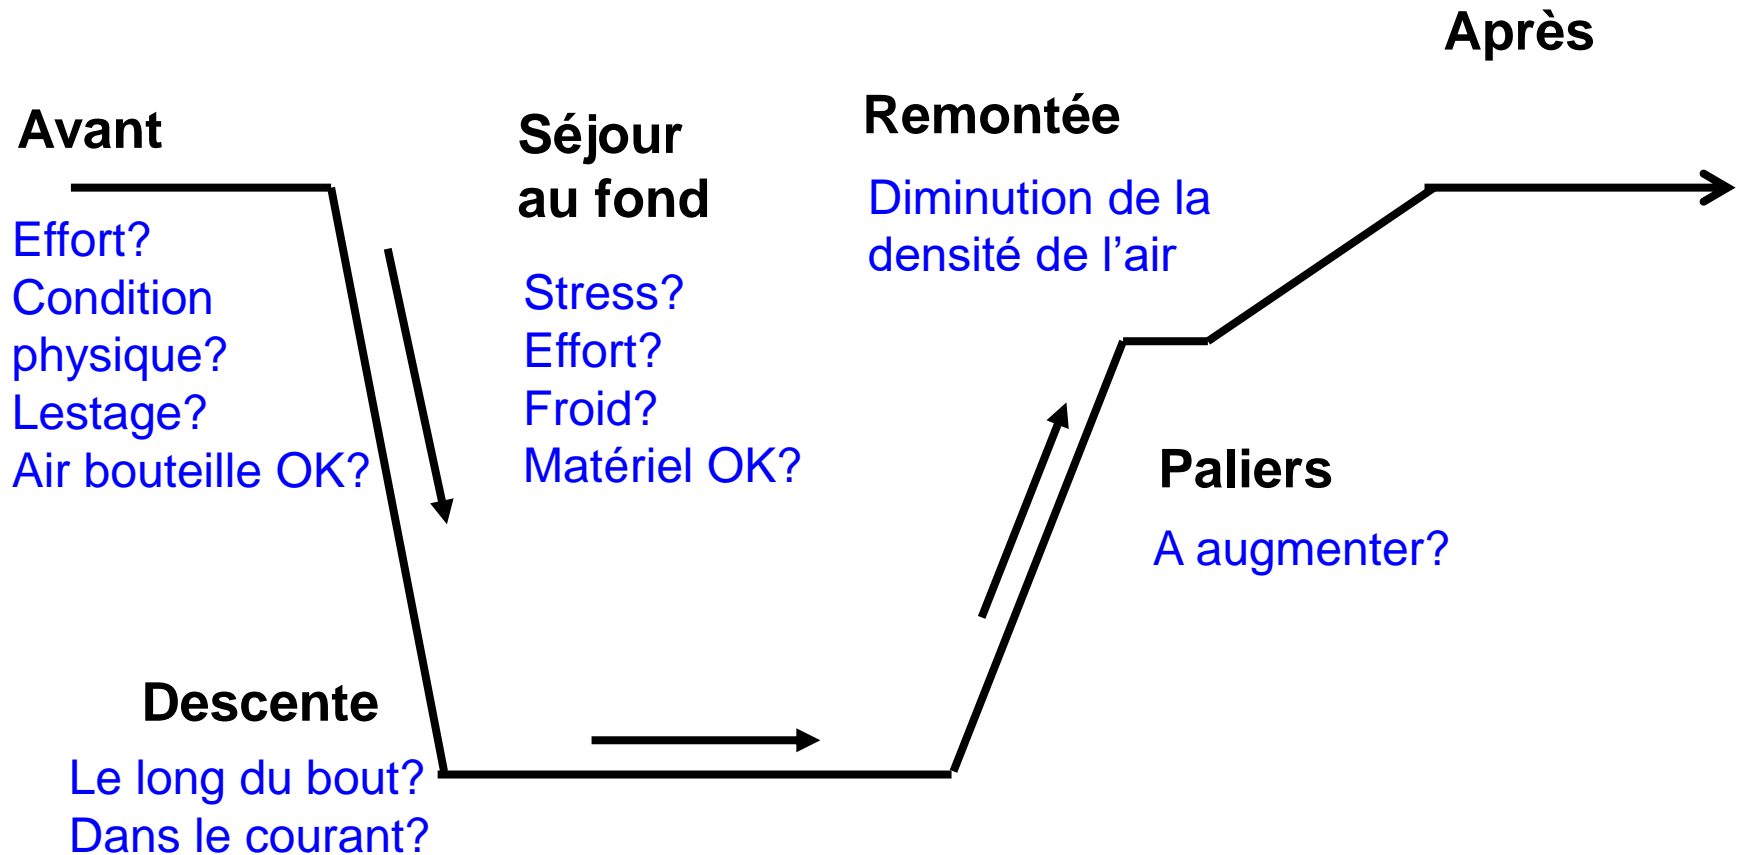 Avant
Effort?
Condition
physique?
Lestage?
Air bouteille OK?
Descente
Le long du bout?
Dans le courant?
Séjour
au fond
Stress?
Effort?
Froid?
Matériel OK?
Remontée
Diminution de la
densité de l’air
Paliers
A augmenter?
Après